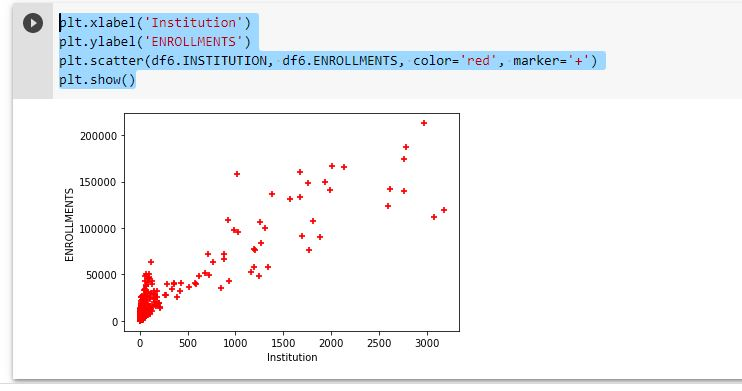 plt.xlabel('Institution')
plt.ylabel('ENROLLMENTS')
plt.scatter(df6.INSTITUTION, df6.ENROLLMENTS, color='red', marker='+')
plt.show()
200000
150000
100000
50000
0
ENROLLMENTS
0 500 1000 1500 2000 2500 3000
Institution